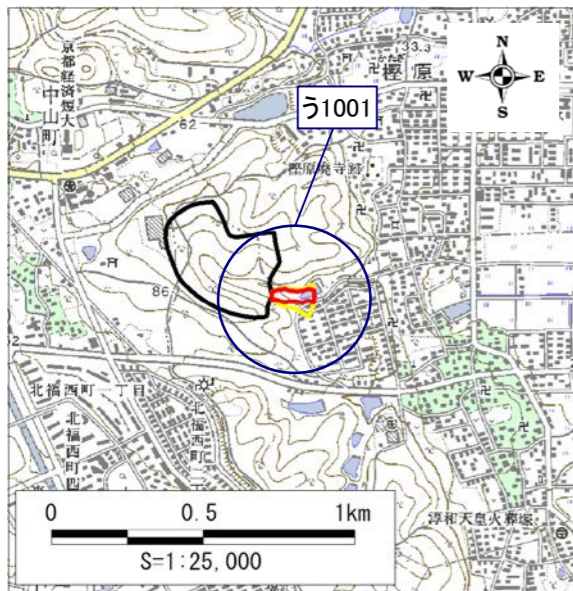 33.3
樫原
N
W E
S
京都経済短大
中山町
62
う1001
樫原廃寺跡
86
北福西町一丁目
北福西町二
北福西町四
淳和天皇火葬塚
0 0.5 1km
S=1:25,000